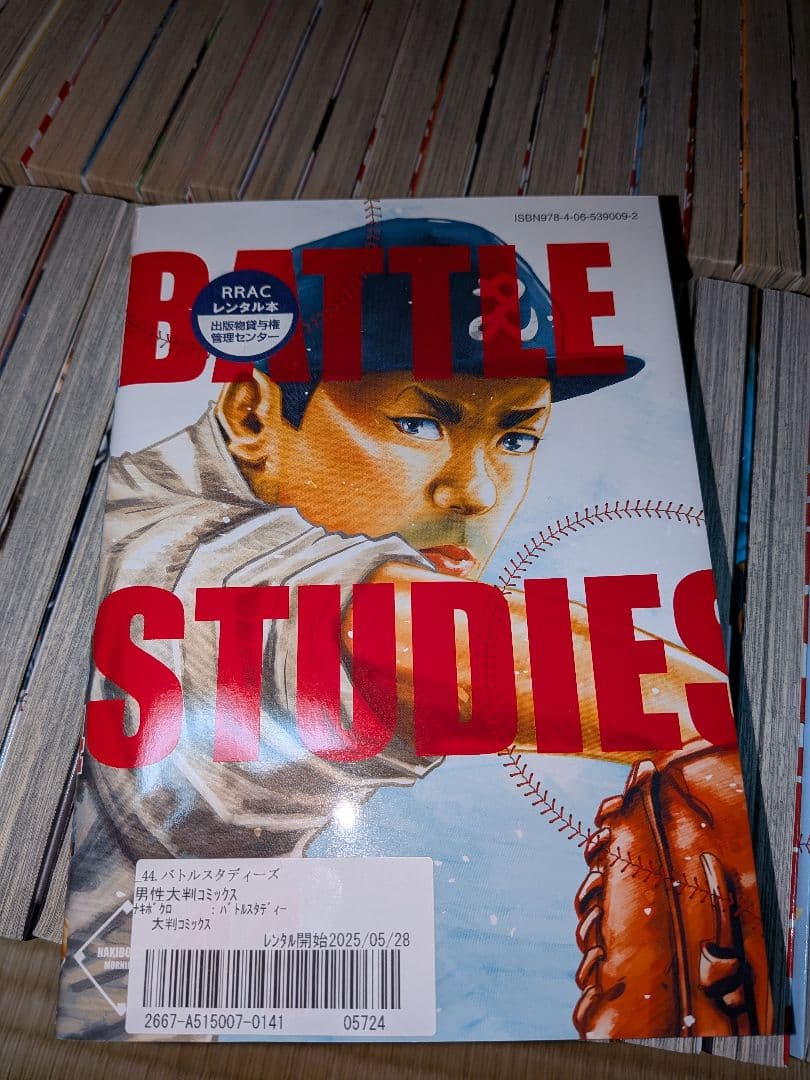 ISBN978-4-06-539009-2
BATTLE
RRAC
レンタル本
出版物貸与権
管理センター
STUDIES
44. バトルスタディーズ
男性大判コミックス
ﾅｷﾎﾞｸﾛ : ﾊﾞﾄﾙｽﾀﾃﾞｨｰ
大判ｺﾐｯｸｽ
ﾚﾝﾀﾙ開始2025/05/28
2667-A515007-0141 05724